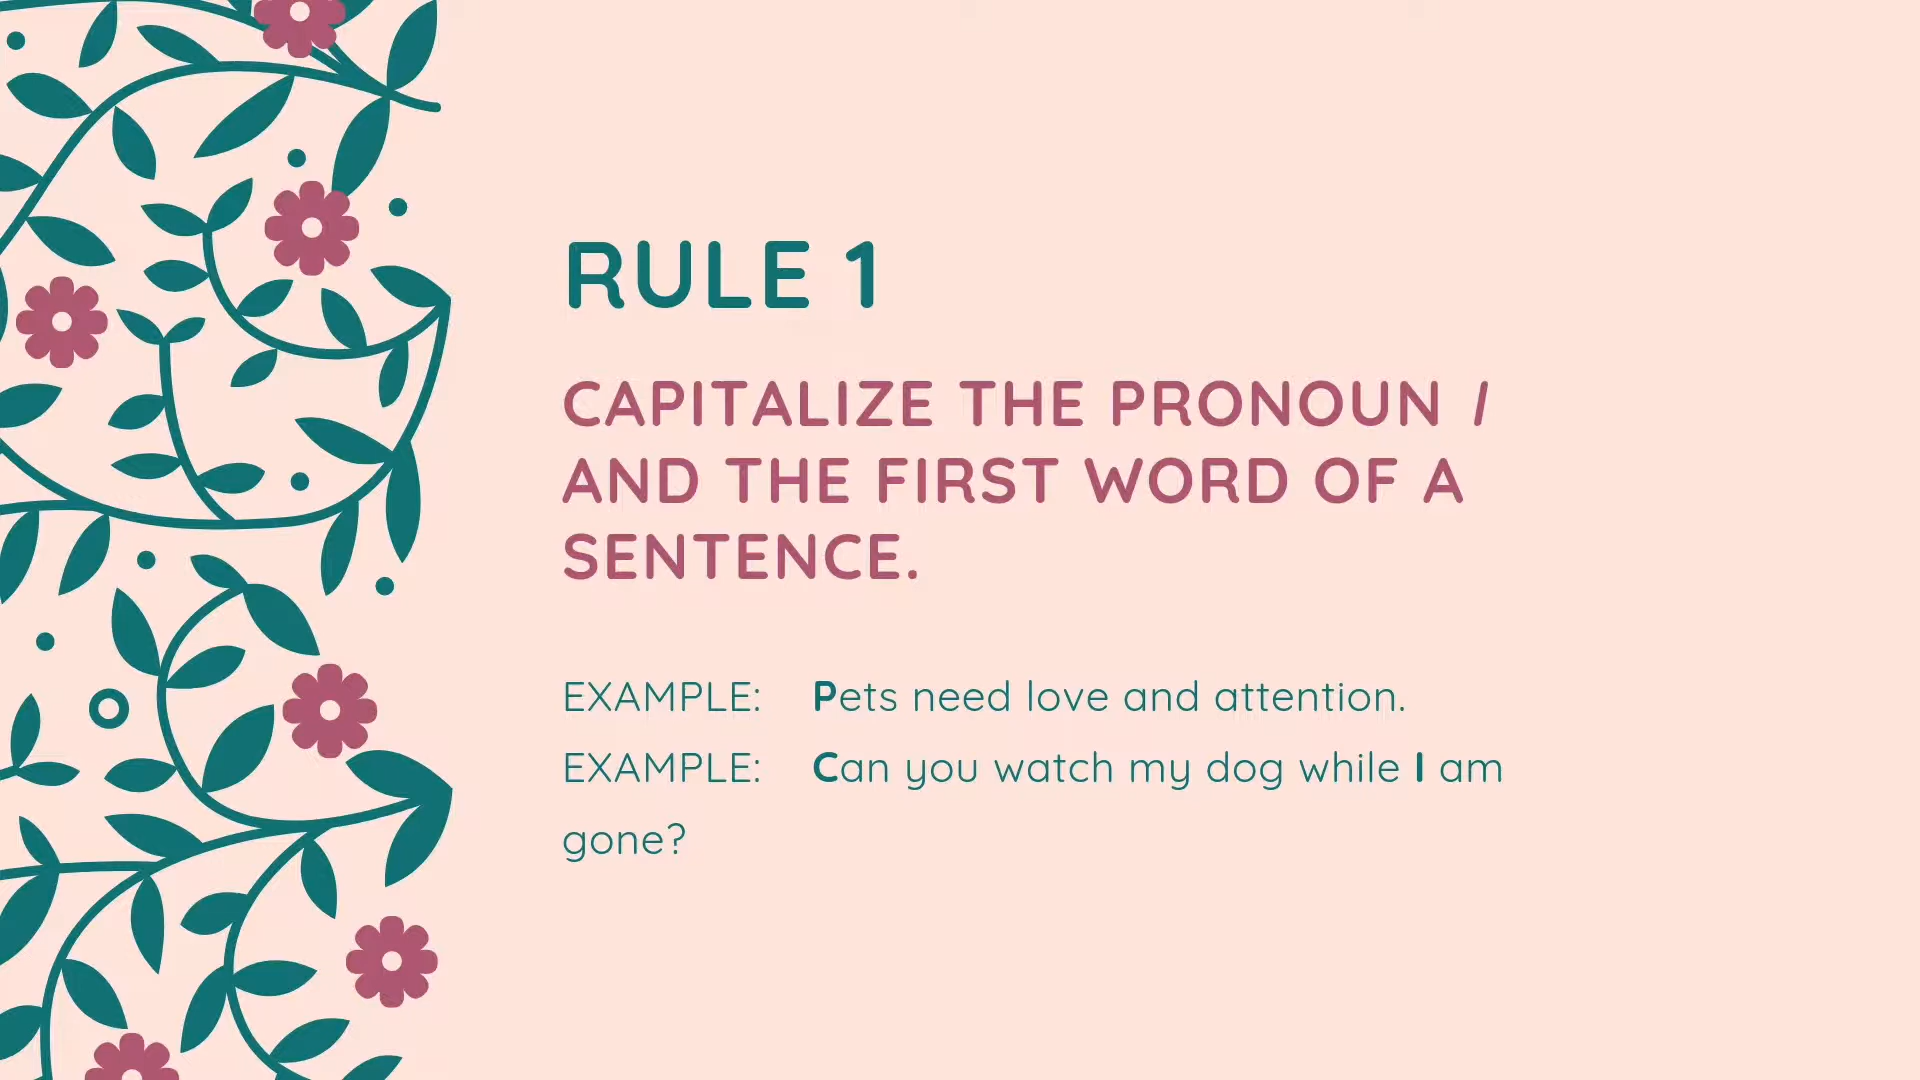 RULE 1
CAPITALIZE THE PRONOUN I
AND THE FIRST WORD OF A
SENTENCE.
EXAMPLE: Pets need love and attention.
EXAMPLE: Can you watch my dog while I am
gone?